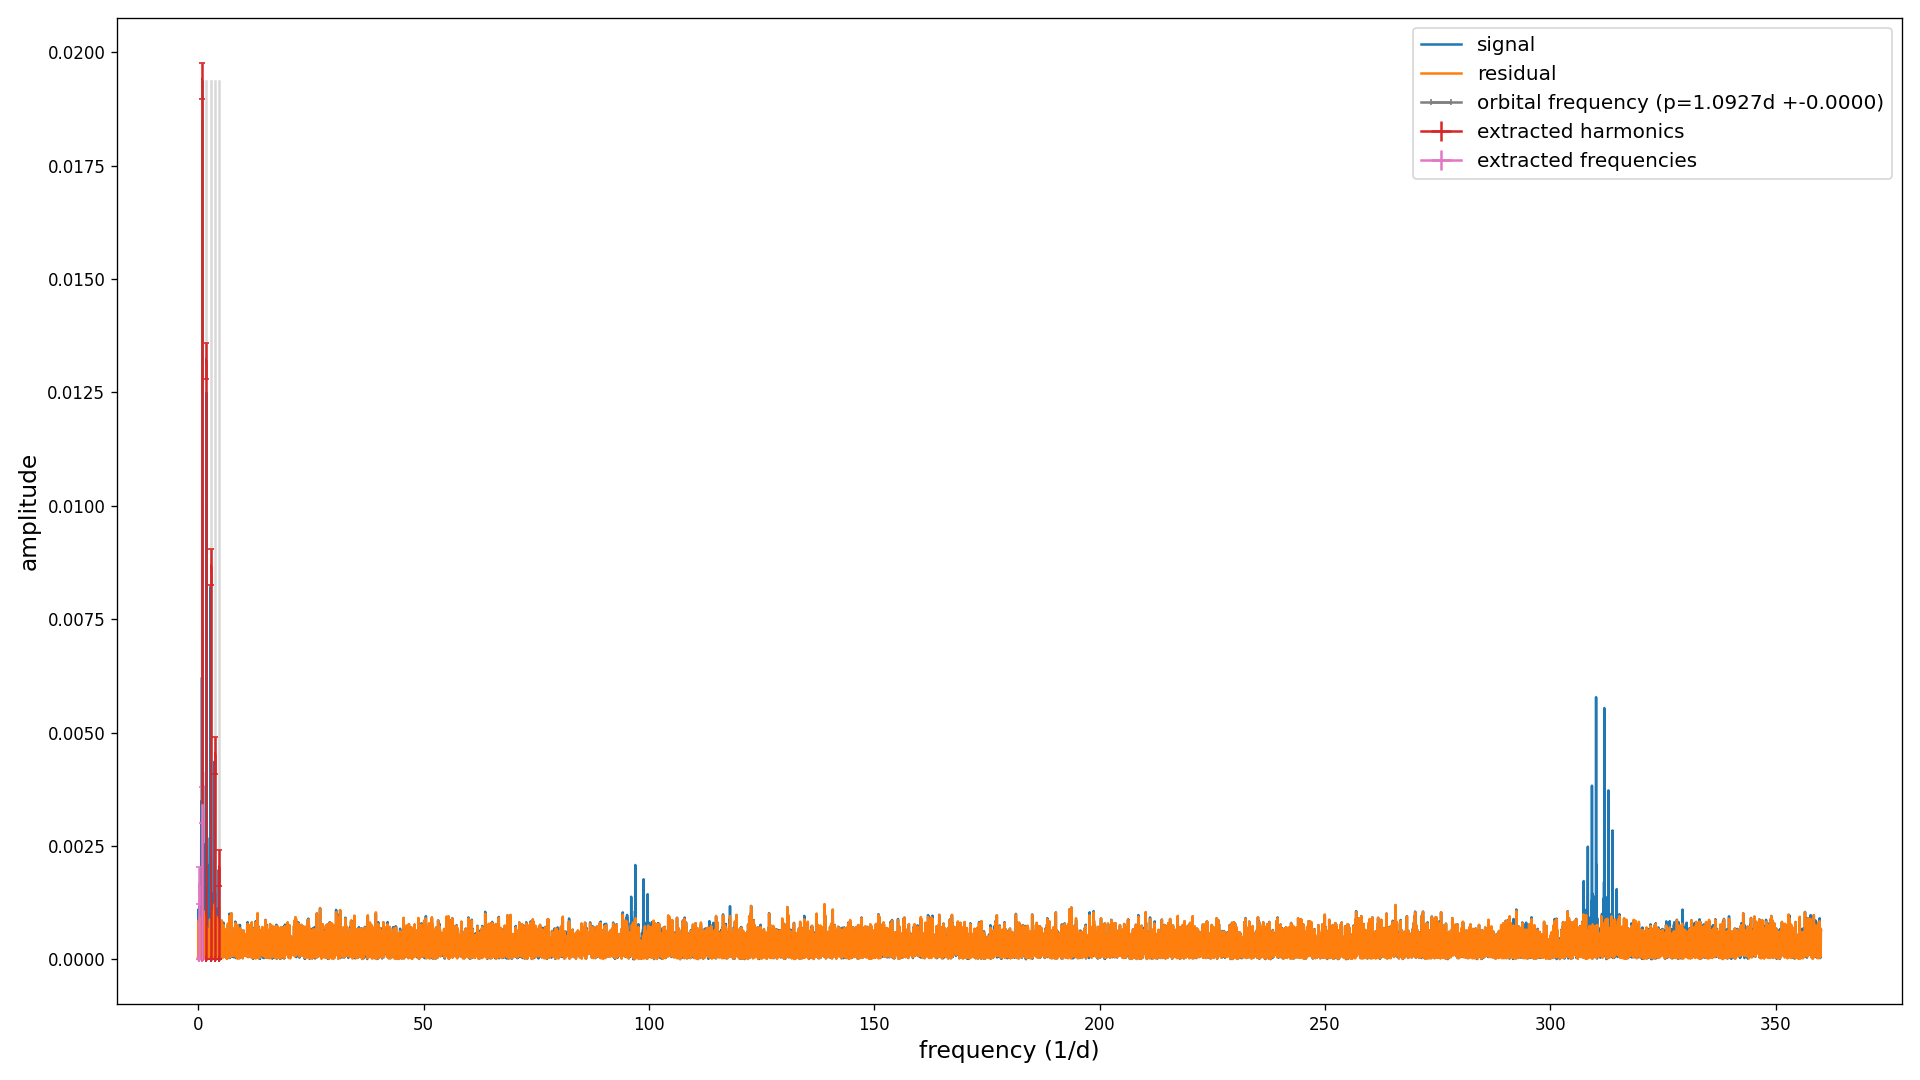 signal
residual
orbital frequency (p=1.0927d +-0.0000)
extracted harmonics
extracted frequencies
amplitude
0.0200
0.0175
0.0150
0.0125
0.0100
0.0075
0.0050
0.0025
0.0000
0 50 100 150 200 250 300 350
frequency (1/d)